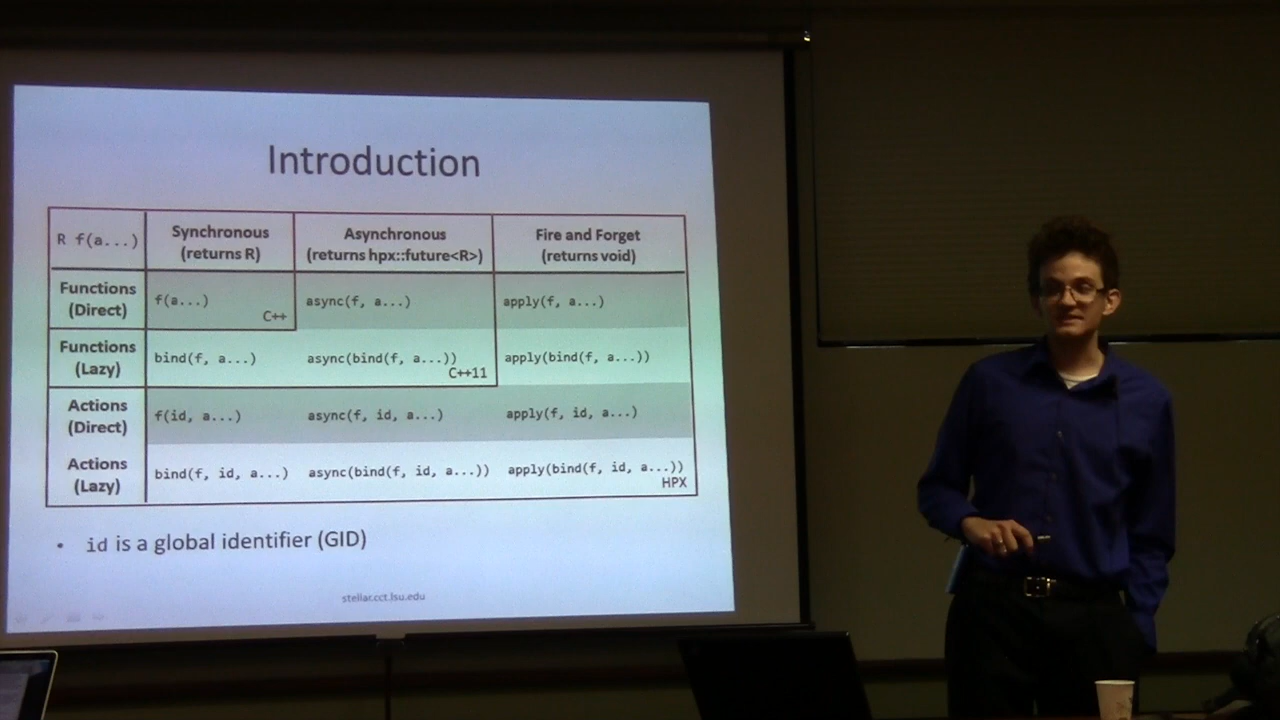 Introduction
R f(a...)
Synchronous
(returns R)
Asynchronous
(returns hpx::future<R>)
Fire and Forget
(returns void)
Functions
(Direct)
f(a...)
C++
async(f, a...)
apply(f, a...)
Functions
(Lazy)
bind(f, a...)
async(bind(f, a...))
C++11
apply(bind(f, a...))
Actions
(Direct)
f(id, a...)
async(f, id, a...)
apply(f, id, a...)
Actions
(Lazy)
bind(f, id, a...)
async(bind(f, id, a...))
apply(bind(f, id, a...))
HPX
• id is a global identifier (GID)
stellar.cct.lsu.edu